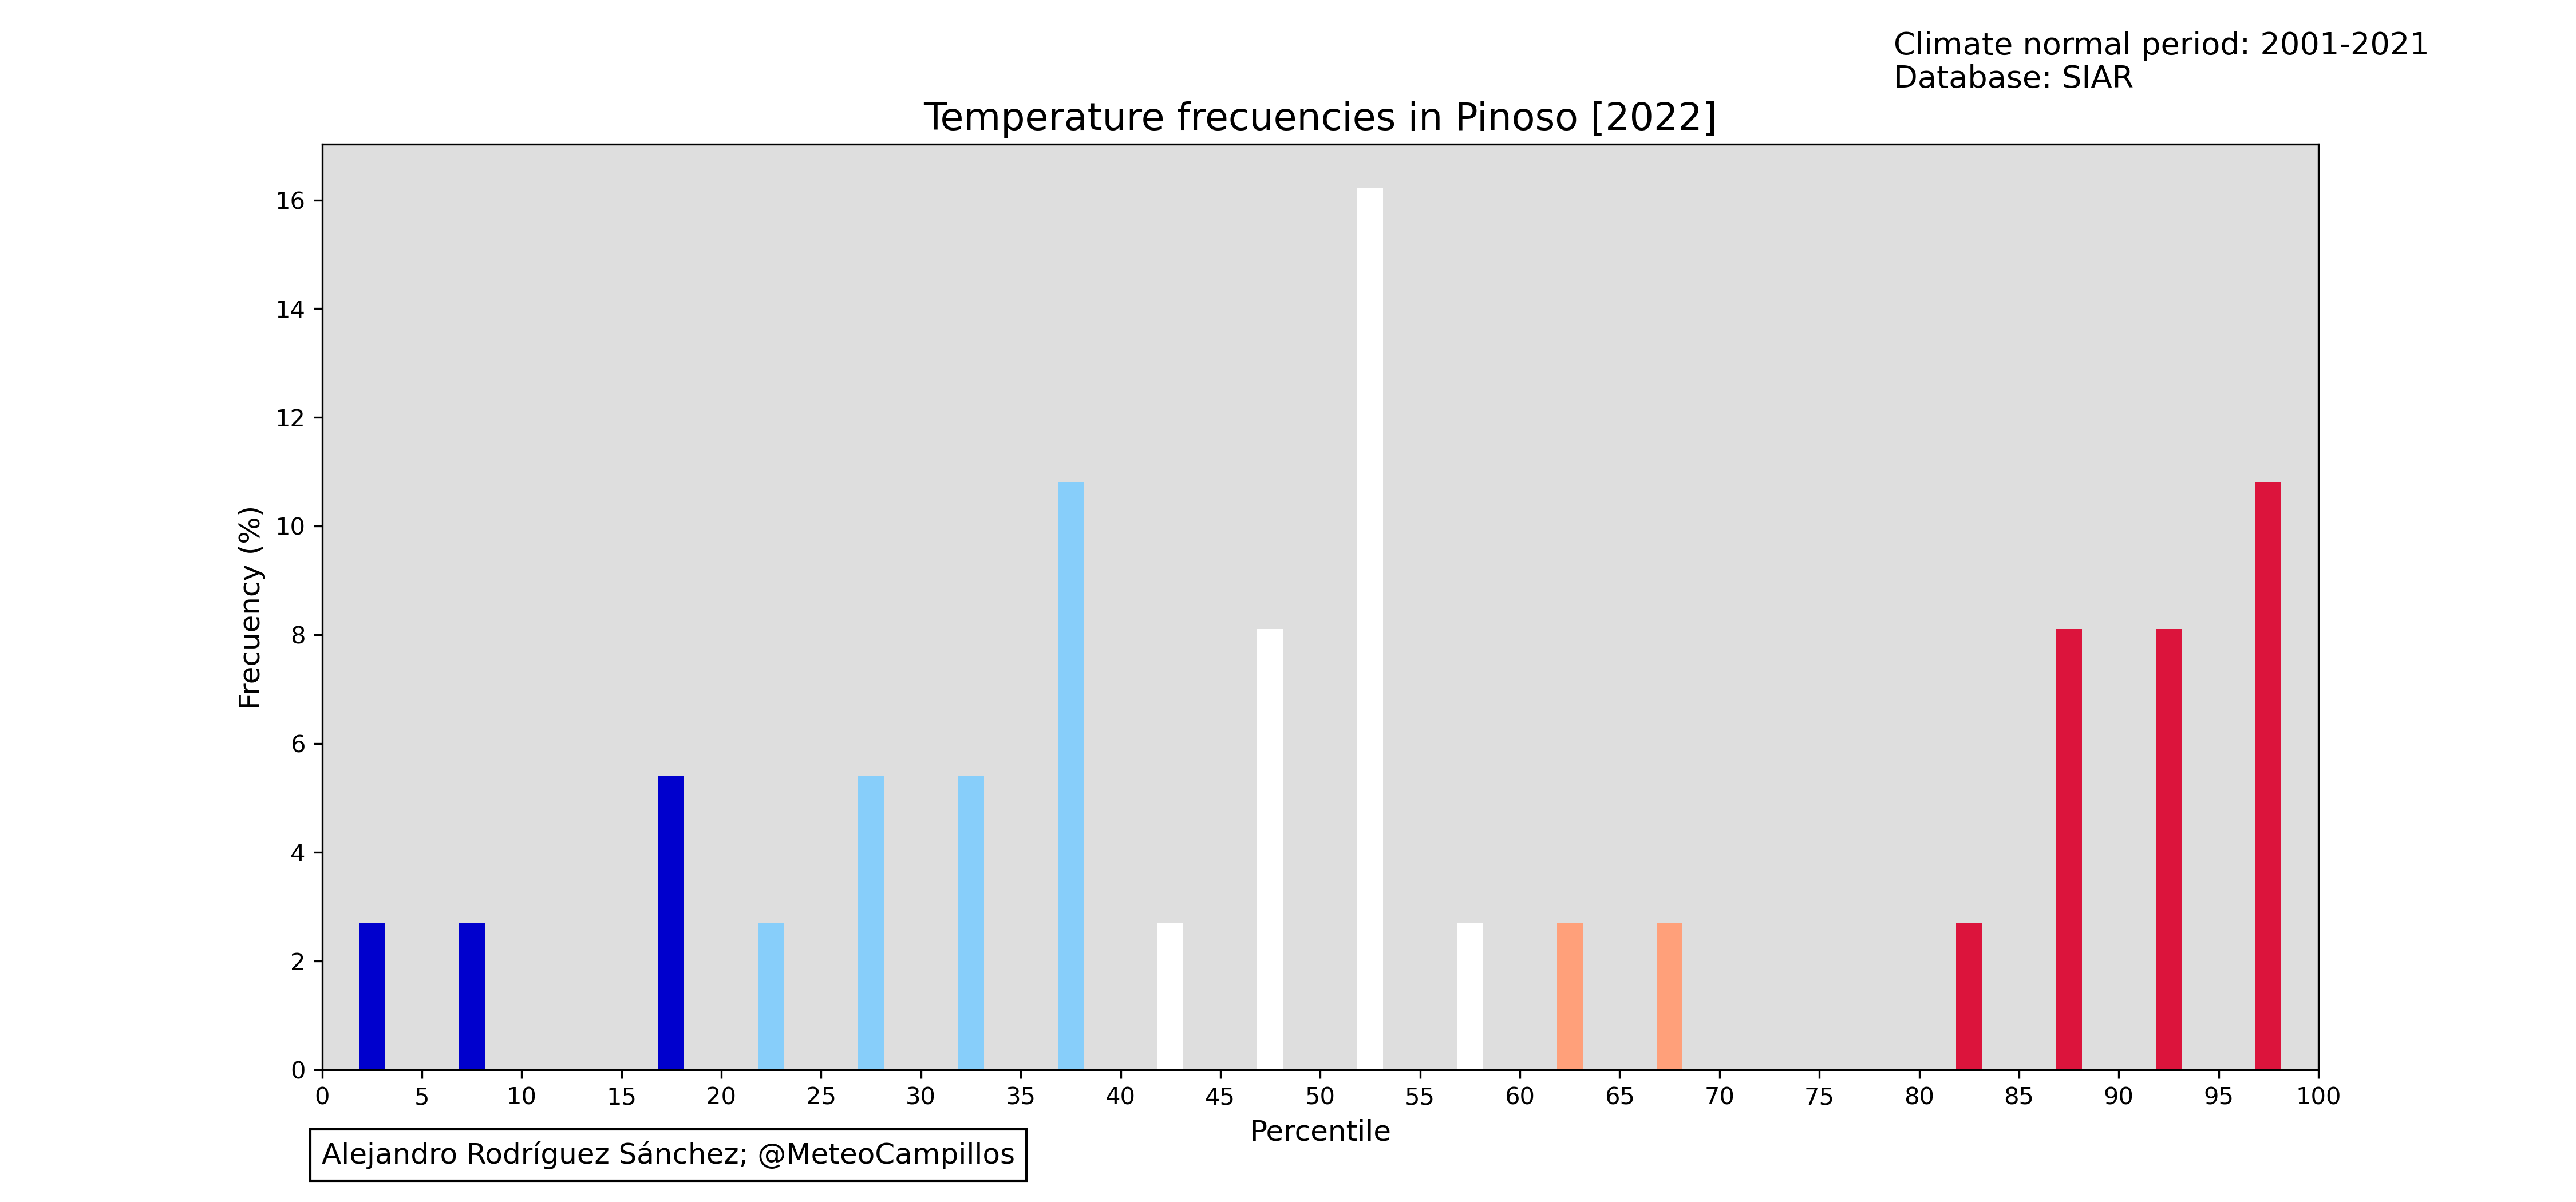 Climate normal period: 2001-2021
Database: SIAR
Temperature frecuencies in Pinoso [2022]
Frecuency (%)
16
14
12
10
8
6
4
2
0
0 5 10 15 20 25 30 35 40 45 50 55 60 65 70 75 80 85 90 95 100
Percentile
Alejandro Rodríguez Sánchez; @MeteoCampillos